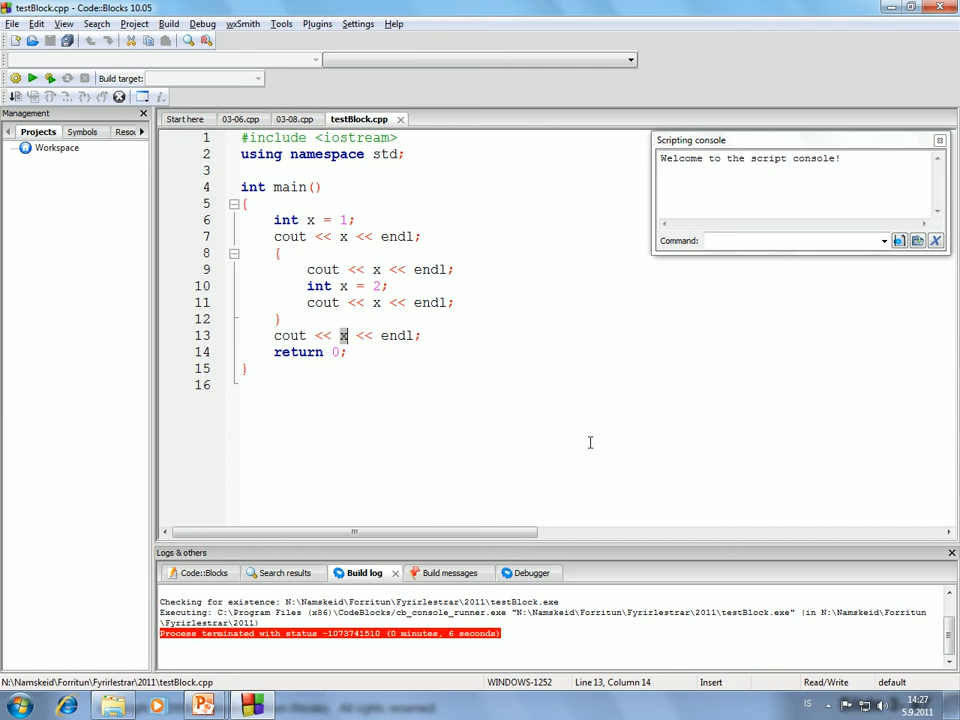 testBlock.cpp - Code::Blocks 10.05
File Edit View Search Project Build Debug wxSmith Tools Plugins Settings Help
Build target:
Management
Projects Symbols Resou
Workspace
Start here 03-06.cpp 03-08.cpp testBlock.cpp
1 #include <iostream>
2 using namespace std;
3
4 int main()
5 {
6 int x = 1;
7 cout << x << endl;
8 {
9 cout << x << endl;
10 int x = 2;
11 cout << x << endl;
12 }
13 cout << x << endl;
14 return 0;
15 }
16
Scripting console
Welcome to the script console!
Command:
Logs & others
Code::Blocks Search results Build log Build messages Debugger
Checking for existence: N:\Namskeid\Forritun\Fyrirlestrar\2011\testBlock.exe
Executing: C:\Program Files (x86)\CodeBlocks/cb_console_runner.exe "N:\Namskeid\Forritun\Fyrirlestrar\2011\testBlock.exe" (in N:\Namskeid\Forritun
\Fyrirlestrar\2011)
Process terminated with status -1073741510 (0 minutes, 6 seconds)
N:\Namskeid\Forritun\Fyrirlestrar\2011\testBlock.cpp WINDOWS-1252 Line 13, Column 14 Insert Read/Write default
IS 14:27
5.9.2011
All rights reserved.